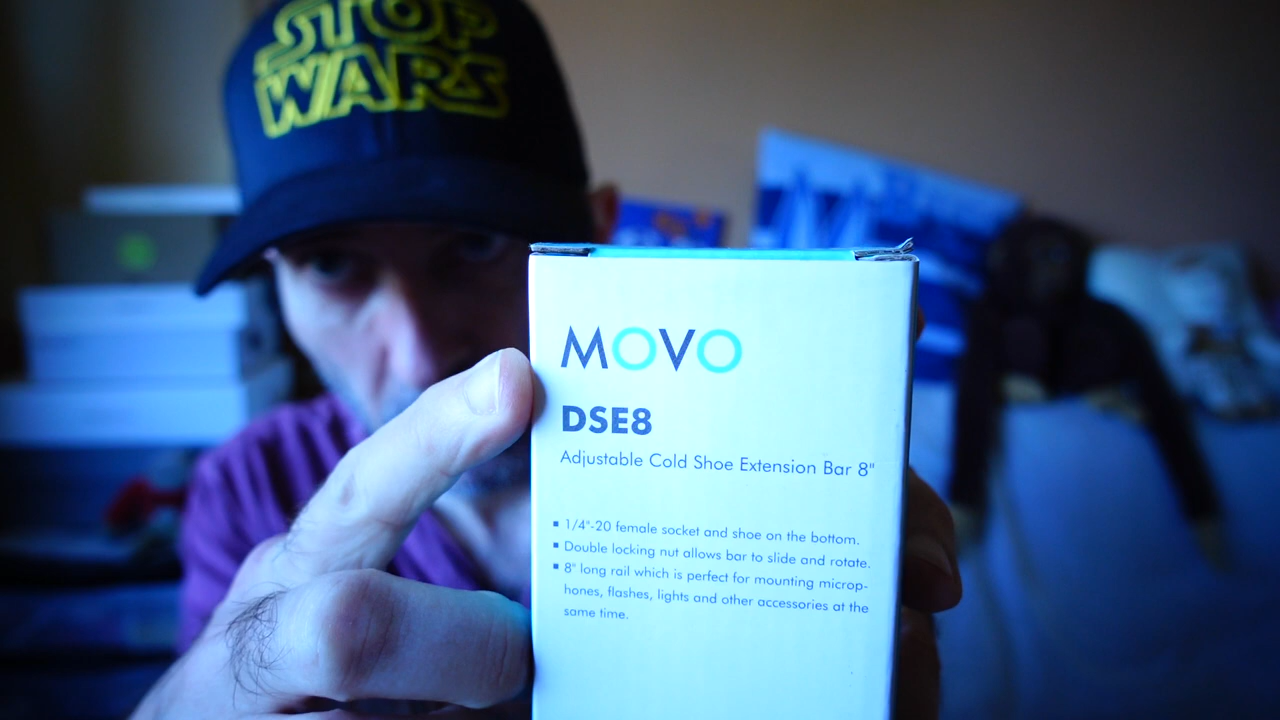 STOP
WARS
MOVO
DSE8
Adjustable Cold Shoe Extension Bar 8"
▪ 1/4"-20 female socket and shoe on the bottom.
▪ Double locking nut allows bar to slide and rotate.
▪ 8" long rail which is perfect for mounting microp-
hones, flashes, lights and other accessories at the
same time.